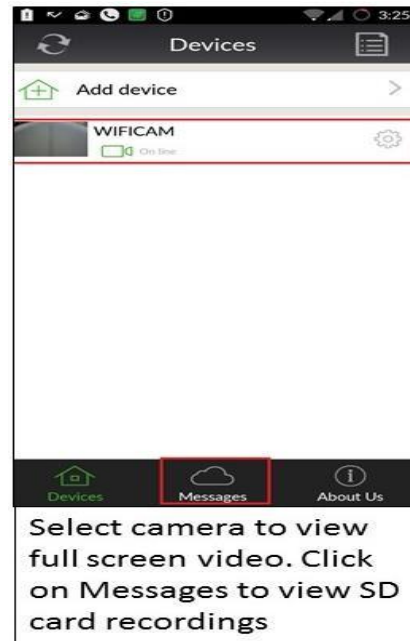 3:25
Devices
Add device
WIFICAM
On line
Devices
Messages
About Us
Select camera to view
full screen video. Click
on Messages to view SD
card recordings